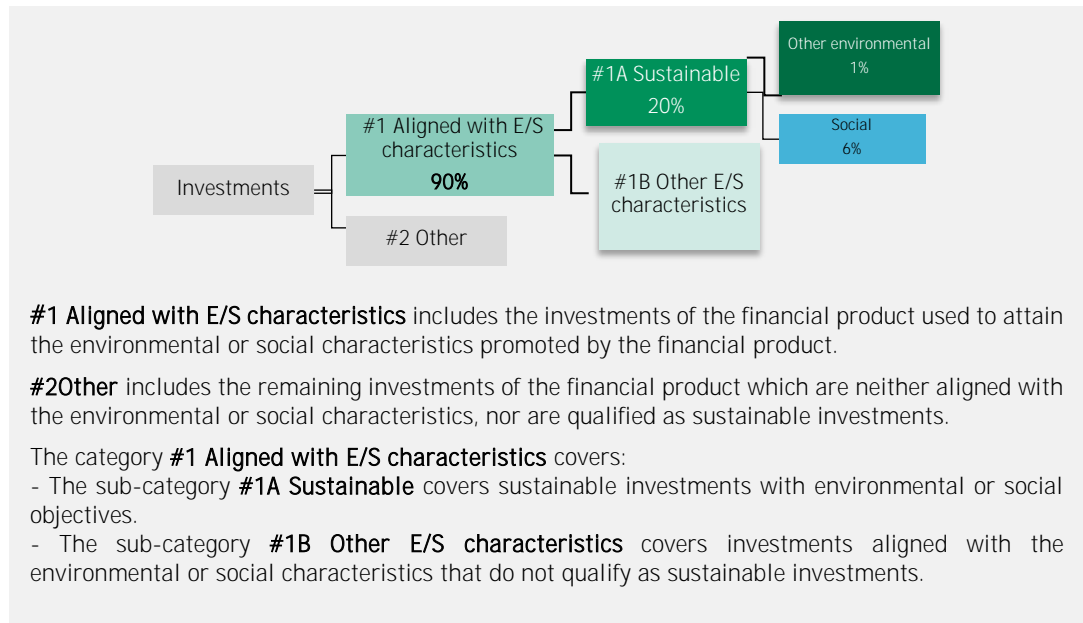 Other environmental
1%
#1A Sustainable
20%
Social
6%
#1 Aligned with E/S
characteristics
90%
#1B Other E/S
characteristics
Investments
#2 Other
#1 Aligned with E/S characteristics includes the investments of the financial product used to attain
the environmental or social characteristics promoted by the financial product.
#2Other includes the remaining investments of the financial product which are neither aligned with
the environmental or social characteristics, nor are qualified as sustainable investments.
The category #1 Aligned with E/S characteristics covers:
- The sub-category #1A Sustainable covers sustainable investments with environmental or social
objectives.
- The sub-category #1B Other E/S characteristics covers investments aligned with the
environmental or social characteristics that do not qualify as sustainable investments.